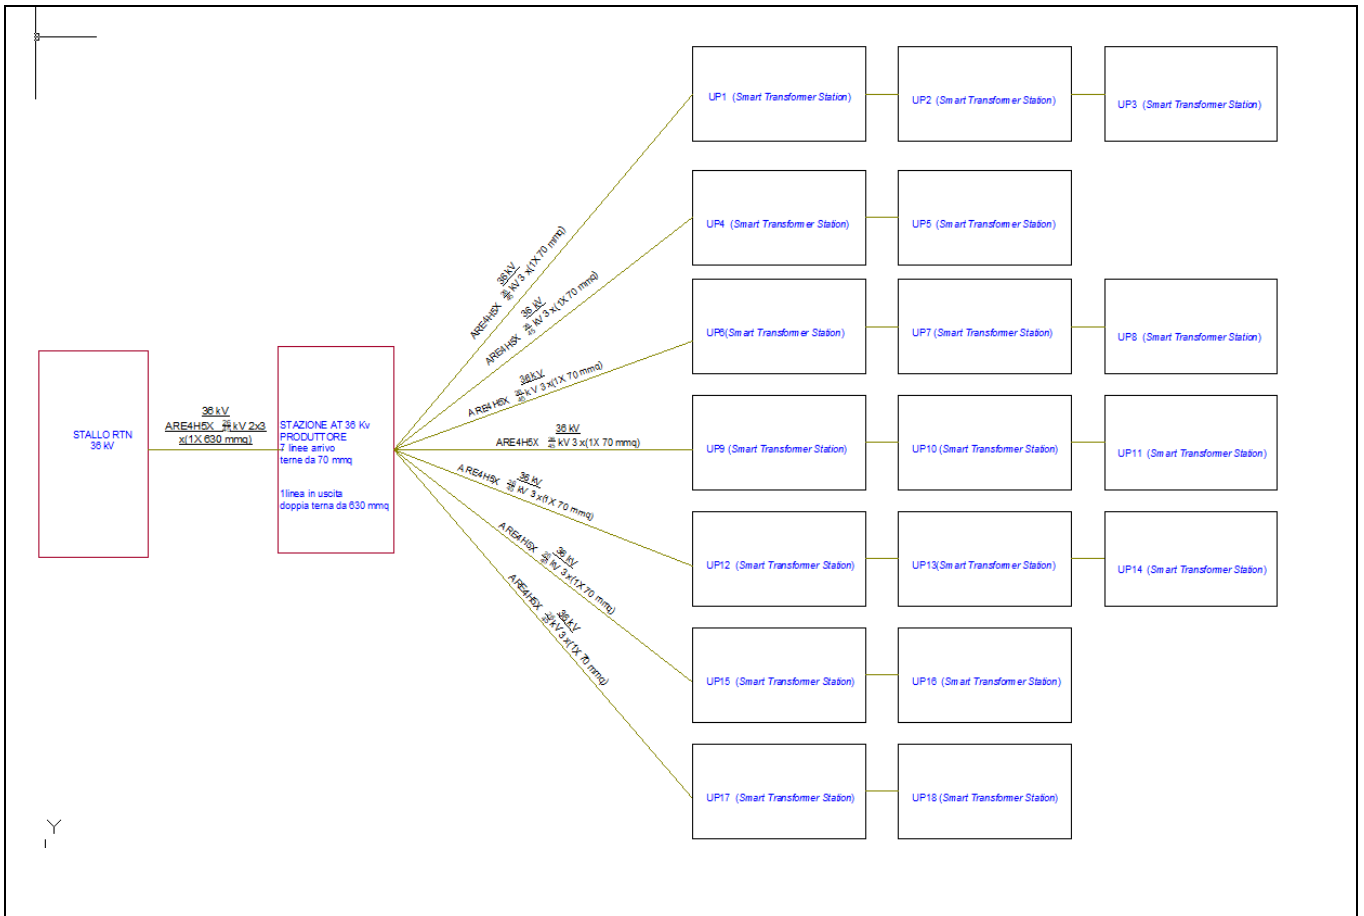 UP1 (Smart Transformer Station)
UP2 (Smart Transformer Station)
UP3 (Smart Transformer Station)
36 kV
ARE4H5X kV 3 x(1X 70 mmq)
UP4 (Smart Transformer Station)
UP5 (Smart Transformer Station)
36 kV
ARE4H5X kV 3 x(1X 70 mmq)
UP6(Smart Transformer Station)
UP7 (Smart Transformer Station)
UP8 (Smart Transformer Station)
36 kV
ARE4H5X kV 3 x(1X 70 mmq)
STALLO RTN
36 kV
36 kV
ARE4H5X kV 2x3
x(1X 630 mmq)
STAZIONE AT 36 Kv
PRODUTTORE
7 linee arrivo
terne da 70 mmq
1linea in uscita
doppia terna da 630 mmq
36 kV
ARE4H5X kV 3 x(1X 70 mmq)
UP9 (Smart Transformer Station)
UP10 (Smart Transformer Station)
UP11 (Smart Transformer Station)
36 kV
ARE4H5X kV 3 x(1X 70 mmq)
UP12 (Smart Transformer Station)
UP13(Smart Transformer Station)
UP14 (Smart Transformer Station)
36 kV
ARE4H5X kV 3 x(1X 70 mmq)
UP15 (Smart Transformer Station)
UP16 (Smart Transformer Station)
36 kV
ARE4H5X kV 3 x(1X 70 mmq)
UP17 (Smart Transformer Station)
UP18 (Smart Transformer Station)
Y